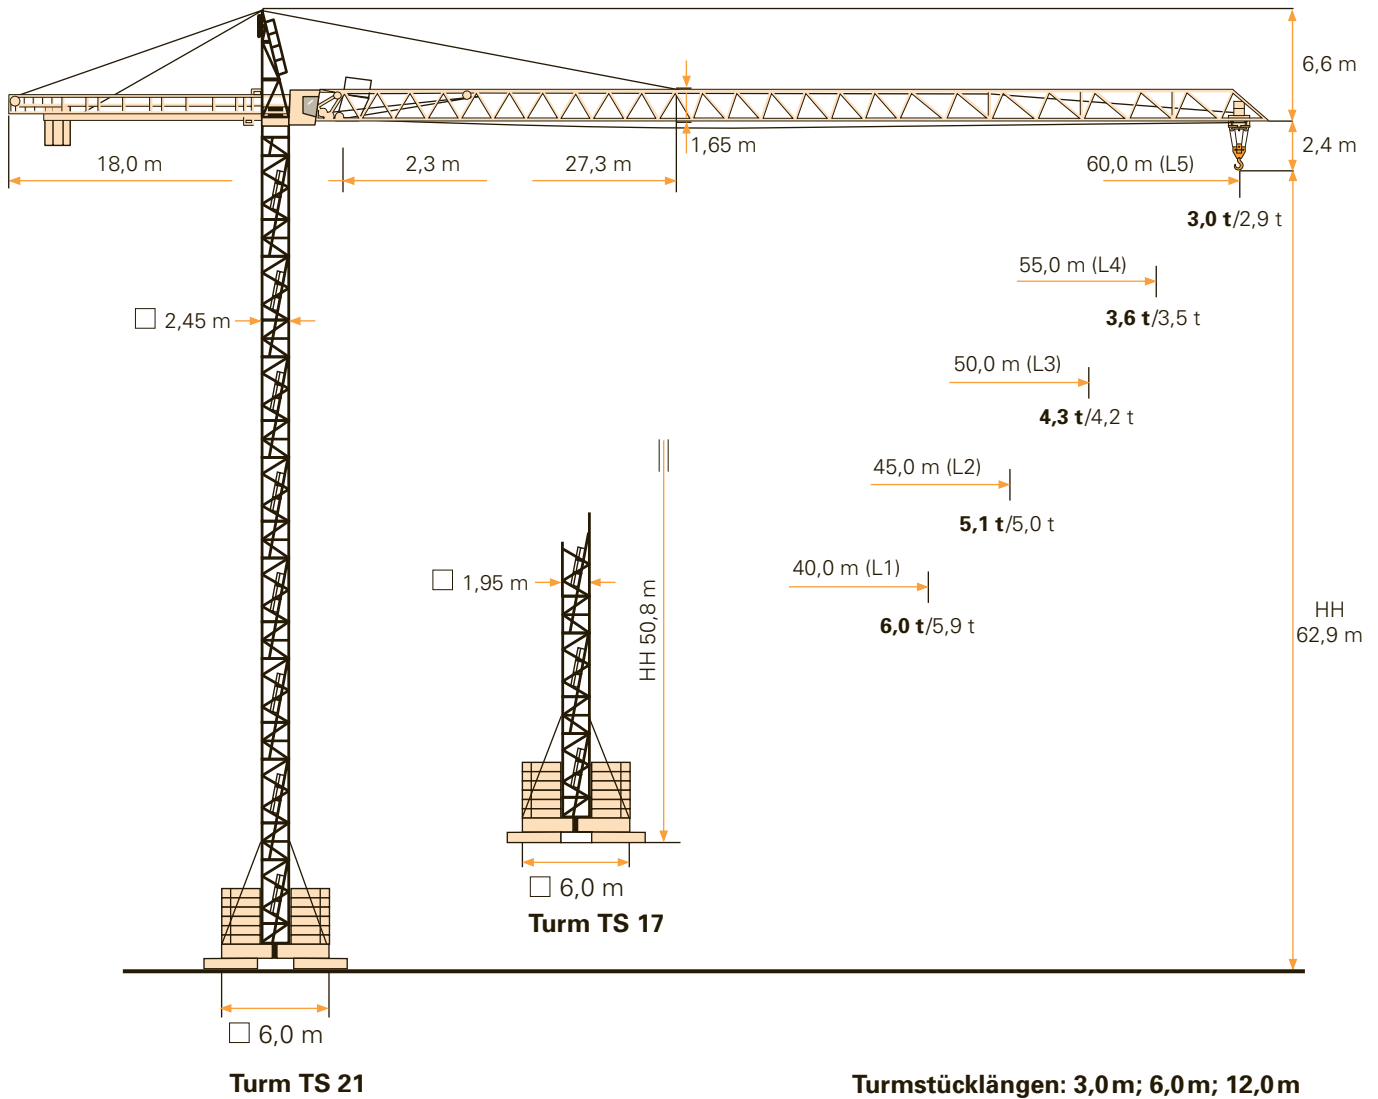 6,6 m
1,65 m
2,4 m
18,0 m
2,3 m
27,3 m
60,0 m (L5)
3,0 t/2,9 t
55,0 m (L4)
3,6 t/3,5 t
□ 2,45 m
50,0 m (L3)
4,3 t/4,2 t
45,0 m (L2)
5,1 t/5,0 t
□ 1,95 m
40,0 m (L1)
6,0 t/5,9 t
HH 50,8 m
HH
62,9 m
□ 6,0 m
Turm TS 17
□ 6,0 m
Turm TS 21
Turmstücklängen: 3,0 m; 6,0 m; 12,0 m